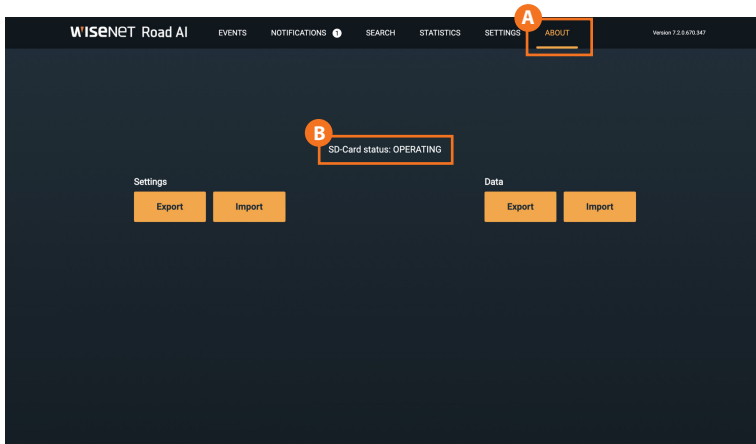 A
WISENET Road AI EVENTS NOTIFICATIONS 1 SEARCH STATISTICS SETTINGS ABOUT Version 7.2.0.670.347
B
SD-Card status: OPERATING
Settings Data
Export Import Export Import